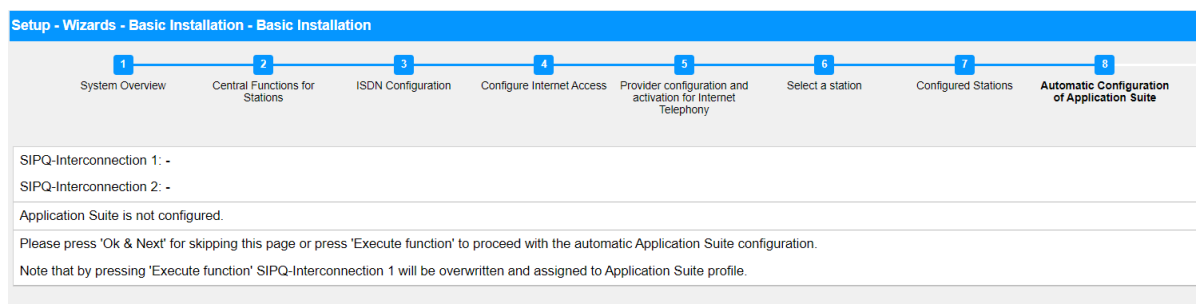 Setup - Wizards - Basic Installation - Basic Installation
1 2 3 4 5 6 7 8
System Overview
Central Functions for
Stations
ISDN Configuration
Configure Internet Access
Provider configuration and
activation for Internet
Telephony
Select a station
Configured Stations
Automatic Configuration
of Application Suite
SIPQ-Interconnection 1: -
SIPQ-Interconnection 2: -
Application Suite is not configured.
Please press 'Ok & Next' for skipping this page or press 'Execute function' to proceed with the automatic Application Suite configuration.
Note that by pressing 'Execute function' SIPQ-Interconnection 1 will be overwritten and assigned to Application Suite profile.